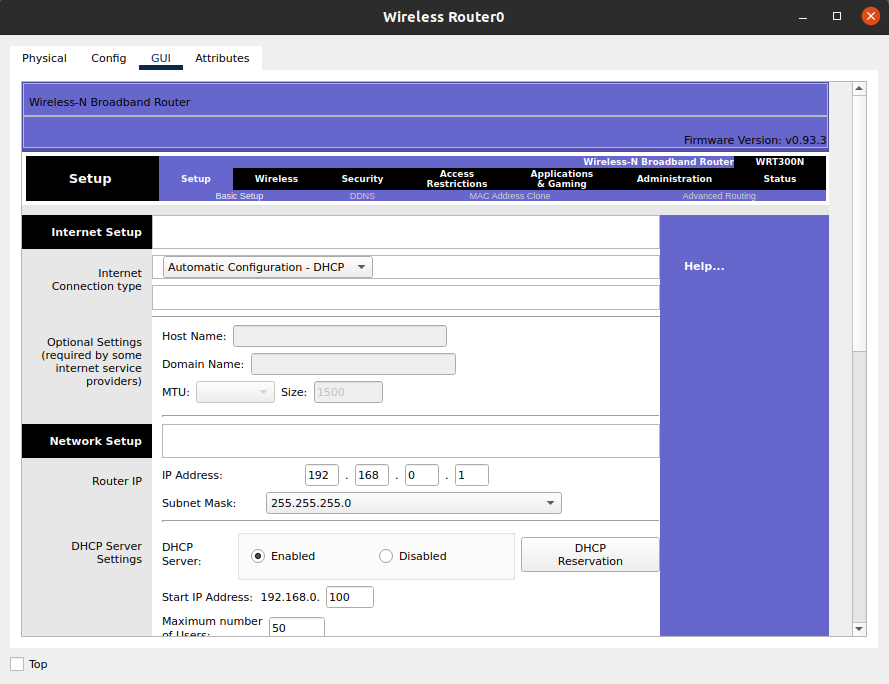 Wireless Router0
Physical Config GUI Attributes
Wireless-N Broadband Router
Firmware Version: v0.93.3
Wireless-N Broadband Router WRT300N
Setup
Setup Wireless Security Access Restrictions Applications & Gaming Administration Status
Basic Setup DDNS MAC Address Clone Advanced Routing
Internet Setup
Help...
Internet Connection type
Automatic Configuration - DHCP
Optional Settings
(required by some
internet service
providers)
Host Name:
Domain Name:
MTU: Size: 1500
Network Setup
Router IP
IP Address: 192 . 168 . 0 . 1
Subnet Mask: 255.255.255.0
DHCP Server
Settings
DHCP
Server:
Enabled Disabled
DHCP
Reservation
Start IP Address: 192.168.0. 100
Maximum number
of Users: 50
Top